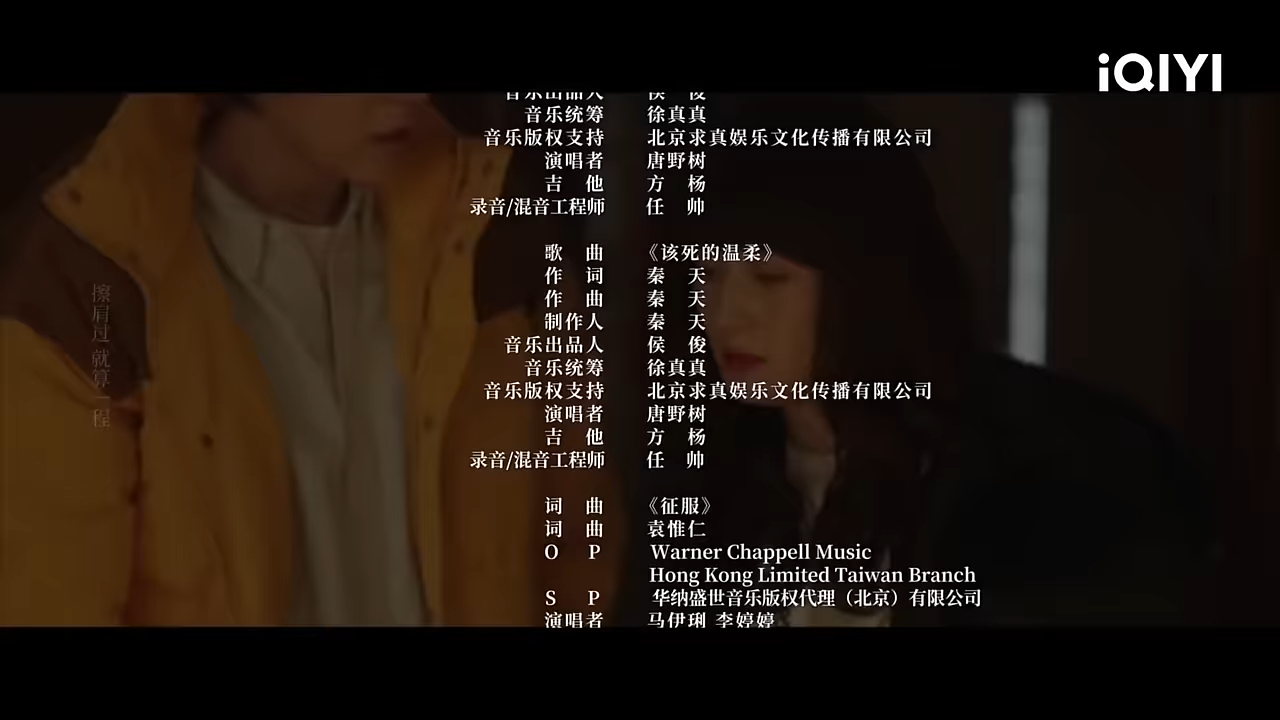 iQIYI
音乐出品人 侯 俊
音乐统筹 徐真真
音乐版权支持 北京求真娱乐文化传播有限公司
演唱者 唐野树
吉 他 方 杨
录音/混音工程师 任 帅
歌 曲 《该死的温柔》
作 词 秦 天
作 曲 秦 天
制作人 秦 天
音乐出品人 侯 俊
音乐统筹 徐真真
音乐版权支持 北京求真娱乐文化传播有限公司
演唱者 唐野树
吉 他 方 杨
录音/混音工程师 任 帅
词 曲 《征服》
词 曲 袁惟仁
O P Warner Chappell Music
Hong Kong Limited Taiwan Branch
S P 华纳盛世音乐版权代理（北京）有限公司
演唱者 马伊琍 李婷婷
擦肩过 就算一程